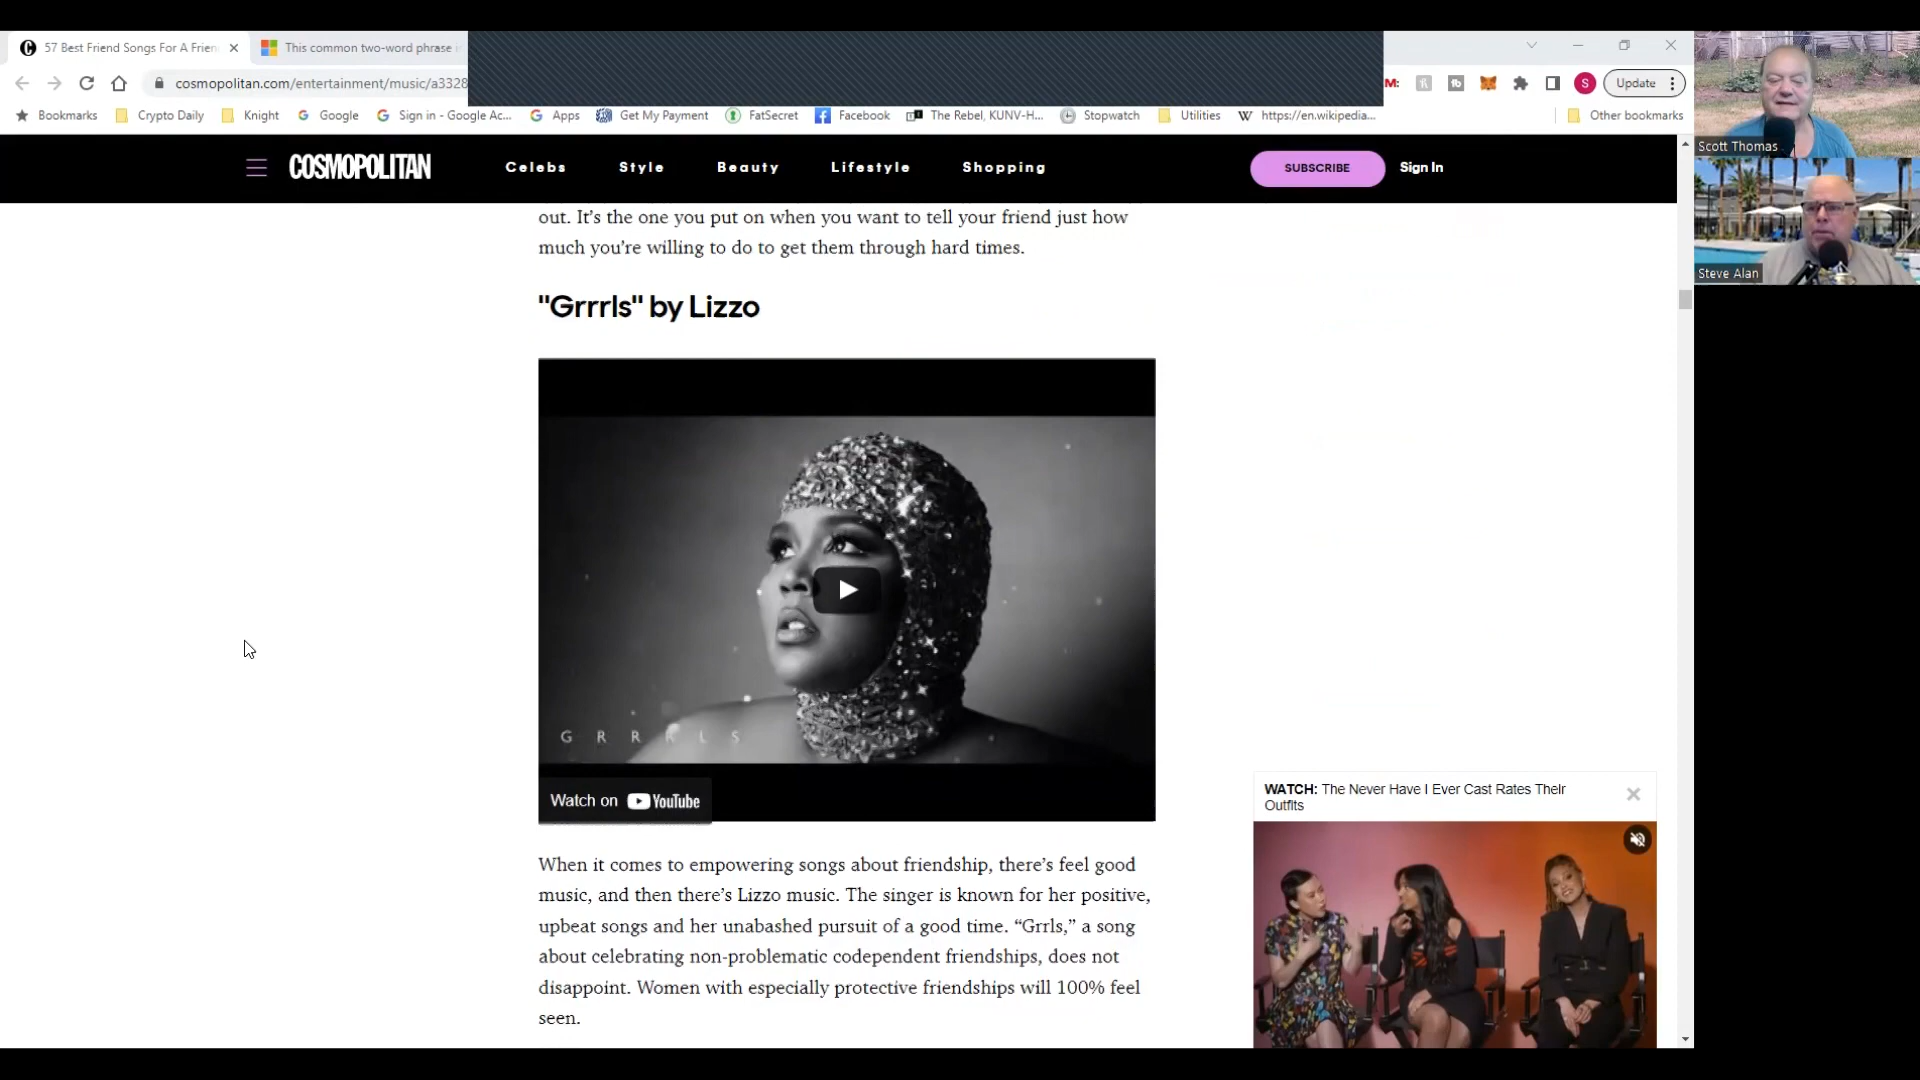 57 Best Friend Songs For A Frien
This common two-word phrase i
cosmopolitan.com/entertainment/music/a3328
M:
S
Update
Bookmarks
Crypto Daily
Knight
Google
Sign in - Google Ac...
Apps
Get My Payment
FatSecret
Facebook
The Rebel, KUNV-H...
Stopwatch
Utilities
W
https://en.wikipedia...
Other bookmarks
COSMOPOLITAN
Celebs
Style
Beauty
Lifestyle
Shopping
SUBSCRIBE
Sign In
Scott Thomas
Steve Alan
out. It’s the one you put on when you want to tell your friend just how
much you’re willing to do to get them through hard times.
"Grrrls" by Lizzo
G R R R L S
Watch on YouTube
When it comes to empowering songs about friendship, there’s feel good
music, and then there’s Lizzo music. The singer is known for her positive,
upbeat songs and her unabashed pursuit of a good time. “Grrls,” a song
about celebrating non-problematic codependent friendships, does not
disappoint. Women with especially protective friendships will 100% feel
seen.
WATCH: The Never Have I Ever Cast Rates Their
Outfits